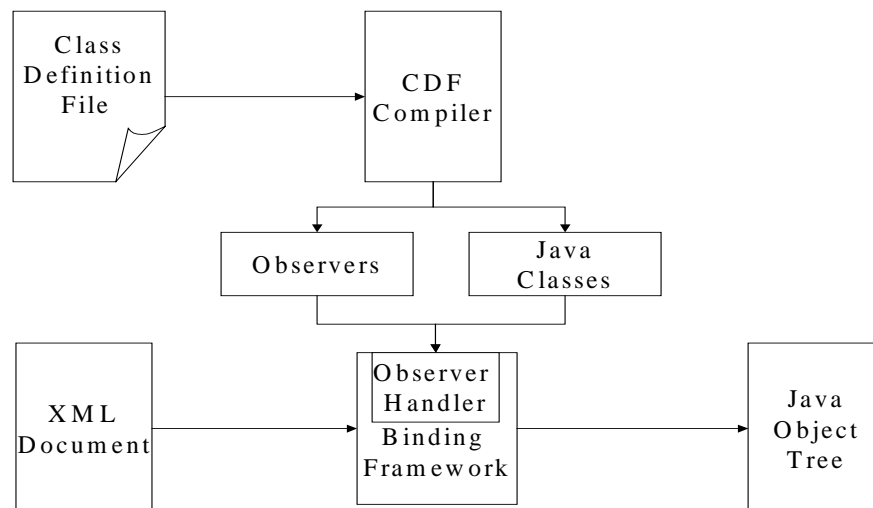 Class
Definition
File
CDF
Compiler
Observers
Java
Classes
XML
Document
Observer
Handler
Binding
Framework
Java
Object
Tree